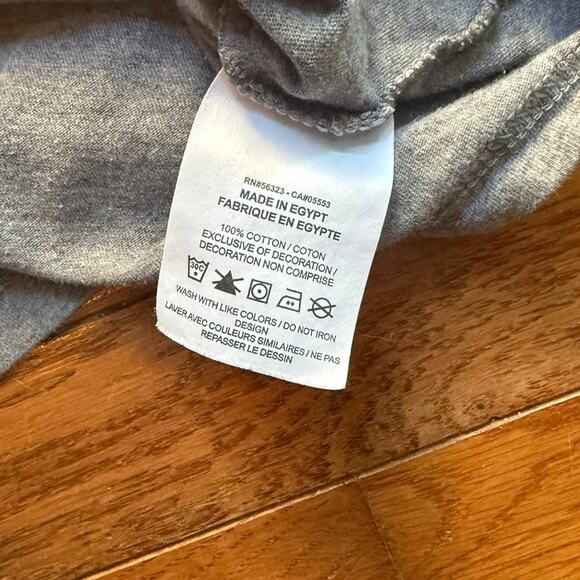 RN#56323 - CA#05553
MADE IN EGYPT
FABRIQUE EN EGYPTE
100% COTTON / COTON
EXCLUSIVE OF DECORATION /
DECORATION NON COMPRISE
30C
WASH WITH LIKE COLORS / DO NOT IRON
DESIGN
LAVER AVEC COULEURS SIMILAIRES / NE PAS
REPASSER LE DESSIN